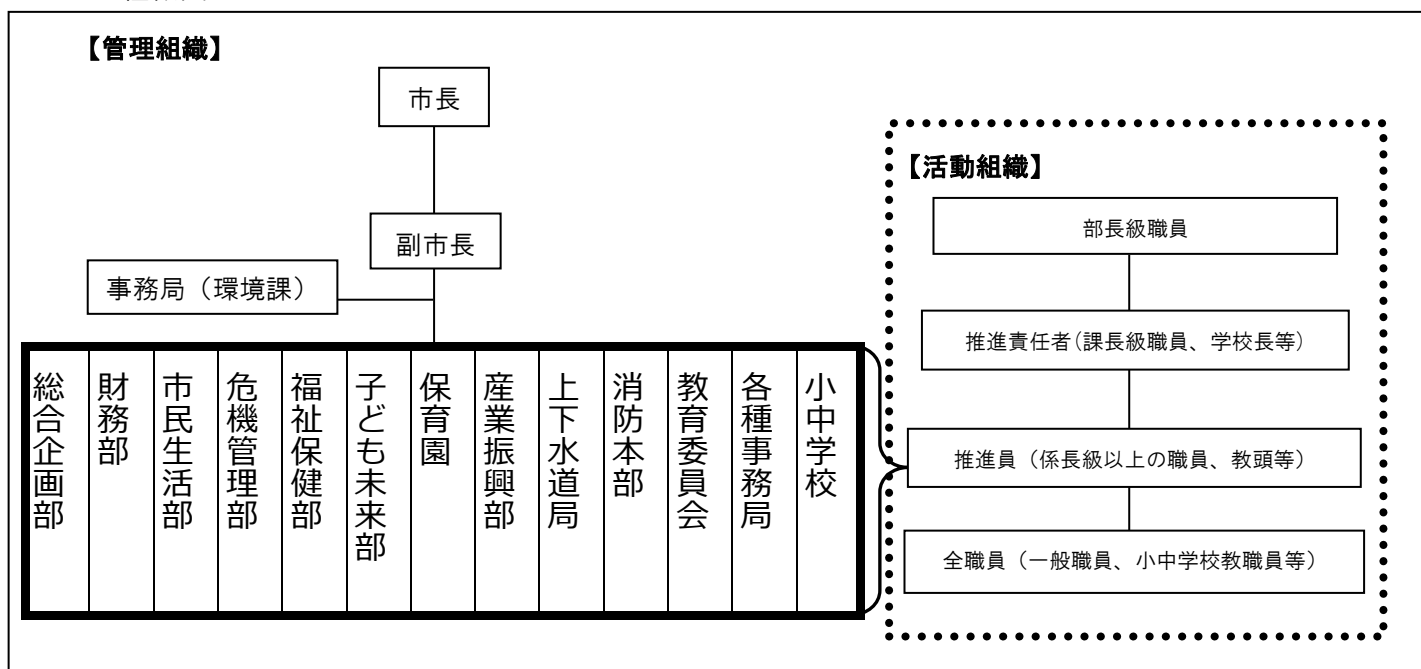 【管理組織】
市長
副市長
事務局（環境課）
総合企画部
財務部
市民生活部
危機管理部
福祉保健部
子ども未来部
保育園
産業振興部
上下水道局
消防本部
教育委員会
各種事務局
小中学校
【活動組織】
部長級職員
推進責任者(課長級職員、学校長等)
推進員（係長級以上の職員、教頭等）
全職員（一般職員、小中学校教職員等）